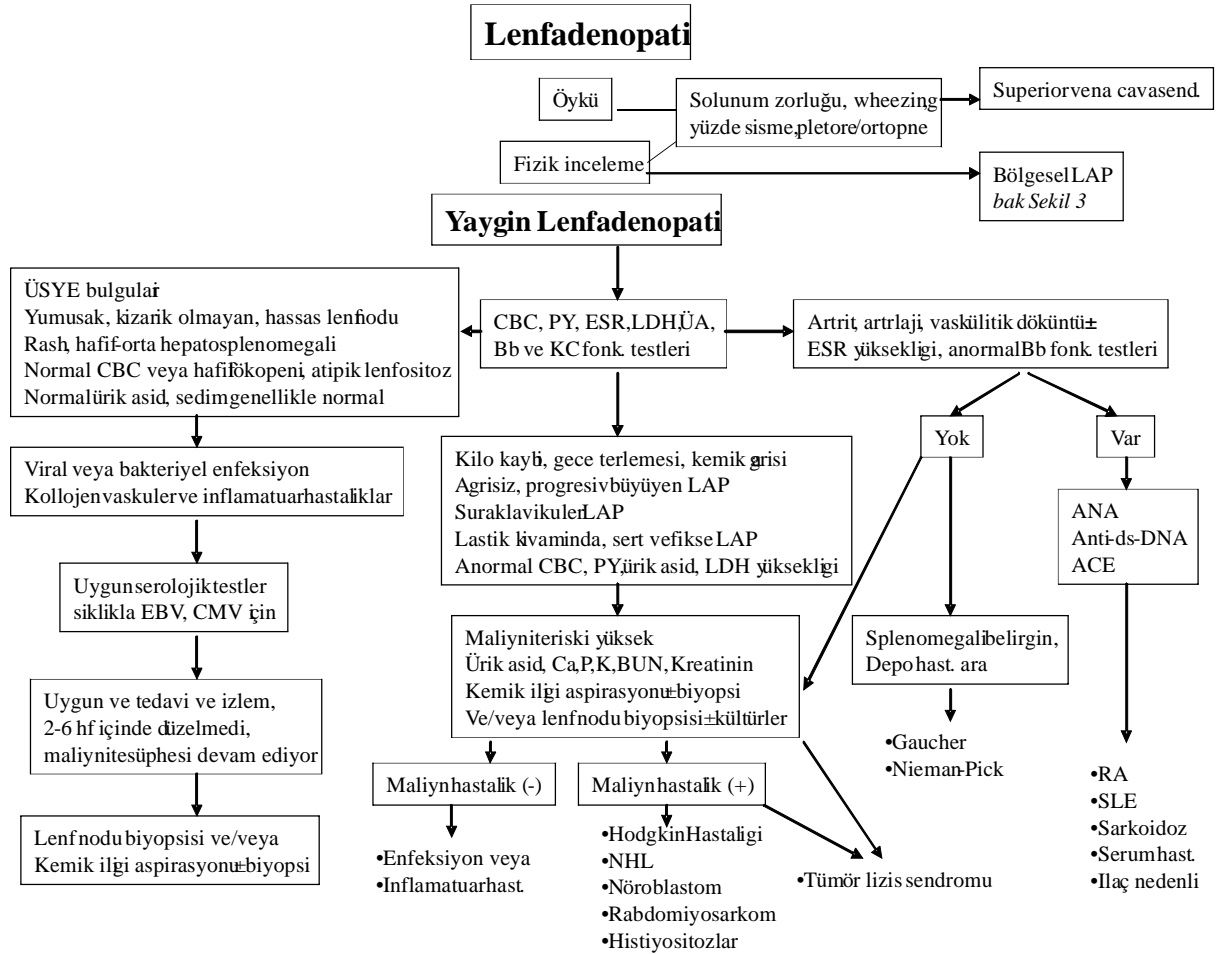 Lenfadenopati
Öykü
Solunum zorluğu, wheezing,
yüzde sisme,pletore/ortopne
Superiorvena cavasend.
Fizik inceleme
Bölgesel LAP
bak Sekil 3
Yaygin Lenfadenopati
ÜSYE bulgulari
Yumusak, kizarik olmayan, hassas lenfnodu
Rash, hafif-orta hepatosplenomegali
Normal CBC veya hafiflökopeni, atipik lenfositoz
Normalürik asid, sedimgenellikle normal
CBC, PY, ESR,LDH,ÜA,
Bb ve KC fonk. testleri
Artrit, artrlaji, vaskülitik döküntü±
ESR yüksekligi, anormalBb fonk. testleri
Yok
Var
Viral veya bakteriyel enfeksiyon
Kollojenvaskulerve inflamatuarhastaliklar
Kilo kaybi, gece terlemesi, kemik agrisi
Agrisiz, progresivbüyüyen LAP
SuraklavikulerLAP
Lastik kivaminda, sert vefikse LAP
Anormal CBC, PY,ürik asid, LDH yüksekligi
ANA
Anti-ds-DNA
ACE
Uygunserolojiktestler
siklikla EBV, CMV için
Maliyniteriski yüksek
Ürik asid, Ca,P,K,BUN,Kreatinin
Kemik iligi aspirasyonu±biyopsi
Ve/veya lenfnodu biyopsisi±kültürler
Splenomegalibelirgin,
Depo hast. ara
Uygun ve tedavi ve izlem,
2-6 hf içinde düzelmedi,
maliynitesüphesi devam ediyor
•Gaucher
•Nieman-Pick
Maliynhastalik (-)
Maliynhastalik (+)
•RA
•SLE
•Sarkoidoz
•Serumhast.
•Ilaç nedenli
Lenfnodu biyopsisi ve/veya
Kemik iligi aspirasyonu±biyopsi
•Enfeksiyon veya
•Inflamatuarhast.
•HodgkinHastaligi
•NHL
•Nöroblastom
•Rabdomiyosarkom
•Histiyositozlar
•Tümör lizis sendromu